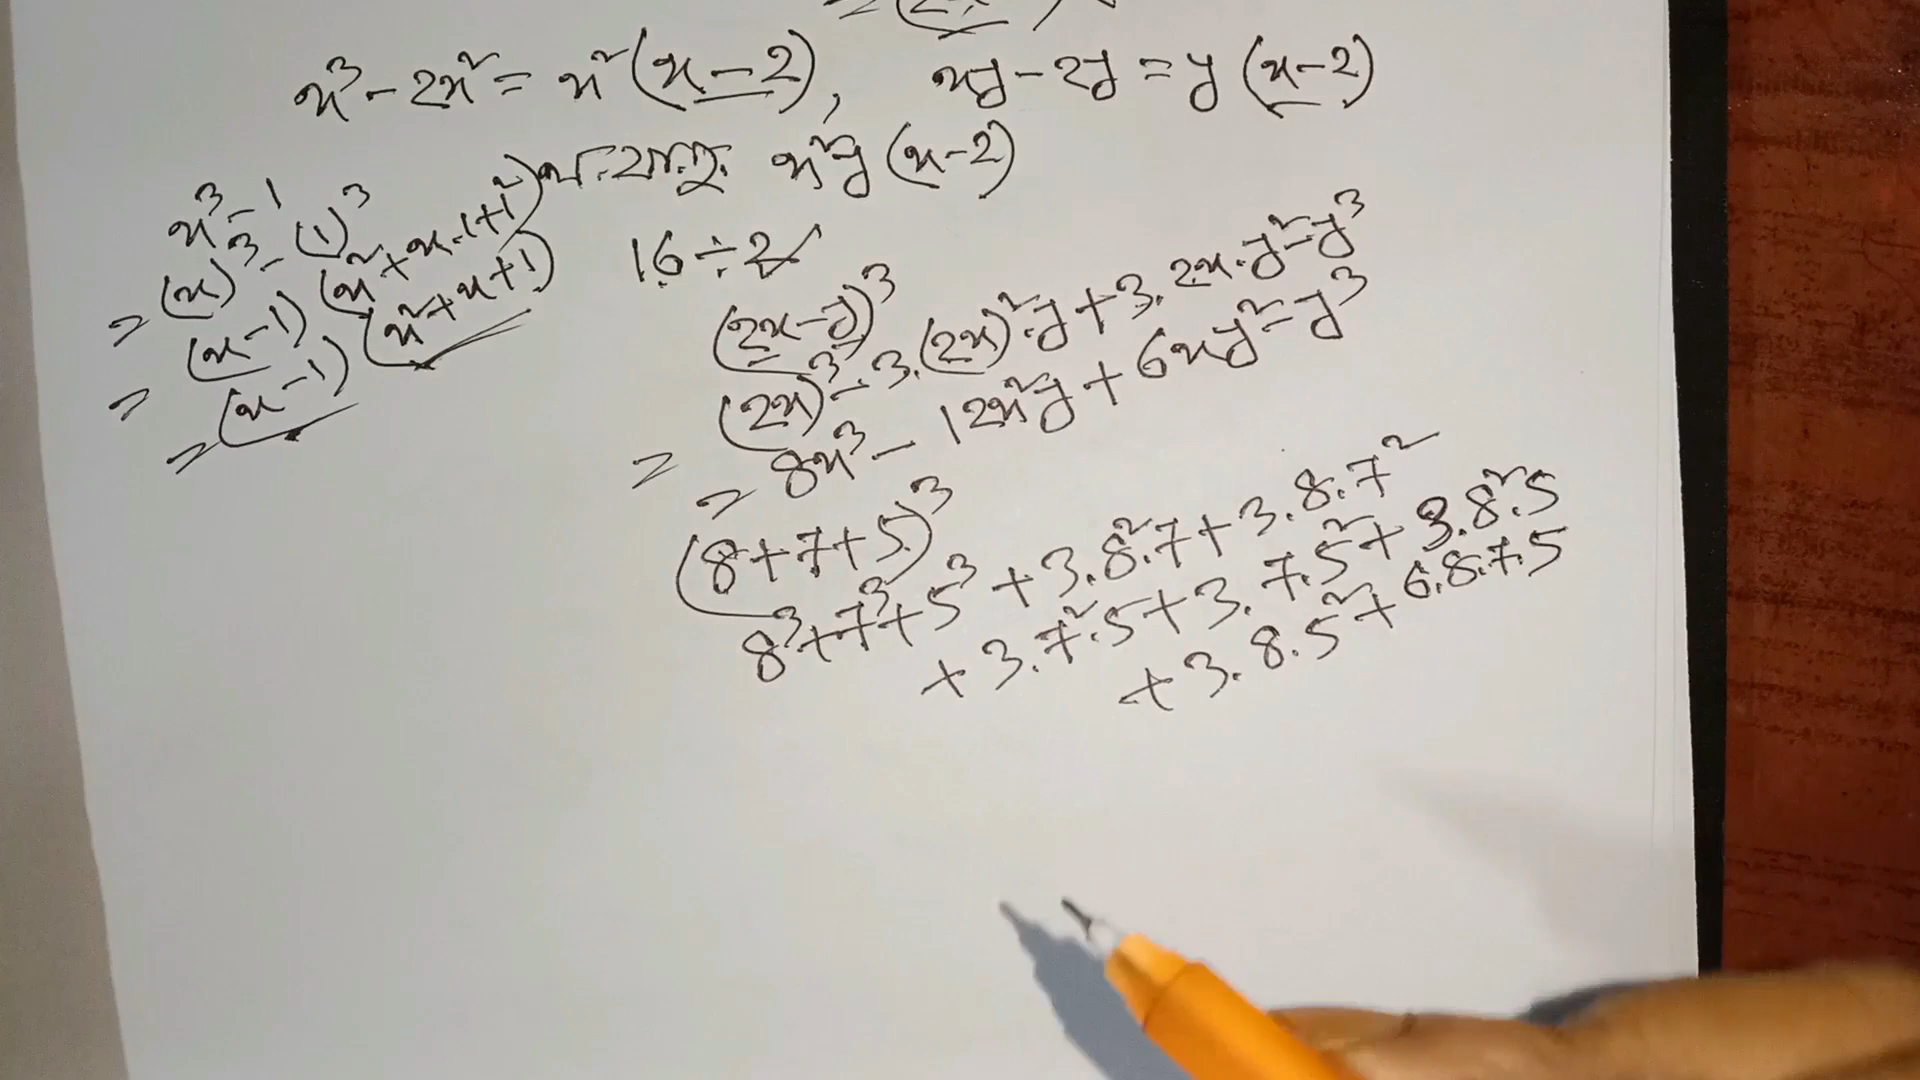 x³-2x² = x²(x-2), xy-2y = y(x-2)
x²y(x-2)
x³-1
= (x)³-(1)³
= (x-1)(x²+x.1+1²)
= (x-1)(x²+x+1)
16÷2
(2x-y)³
= (2x)³-3.(2x)².y+3.2x.y²-y³
= 8x³-12x²y+6xy²-y³
(8+7+5)³
8³+7³+5³+3.8².7+3.8.7²
+3.7².5+3.7.5²+3.8².5
+3.8.5²+6.8.7.5